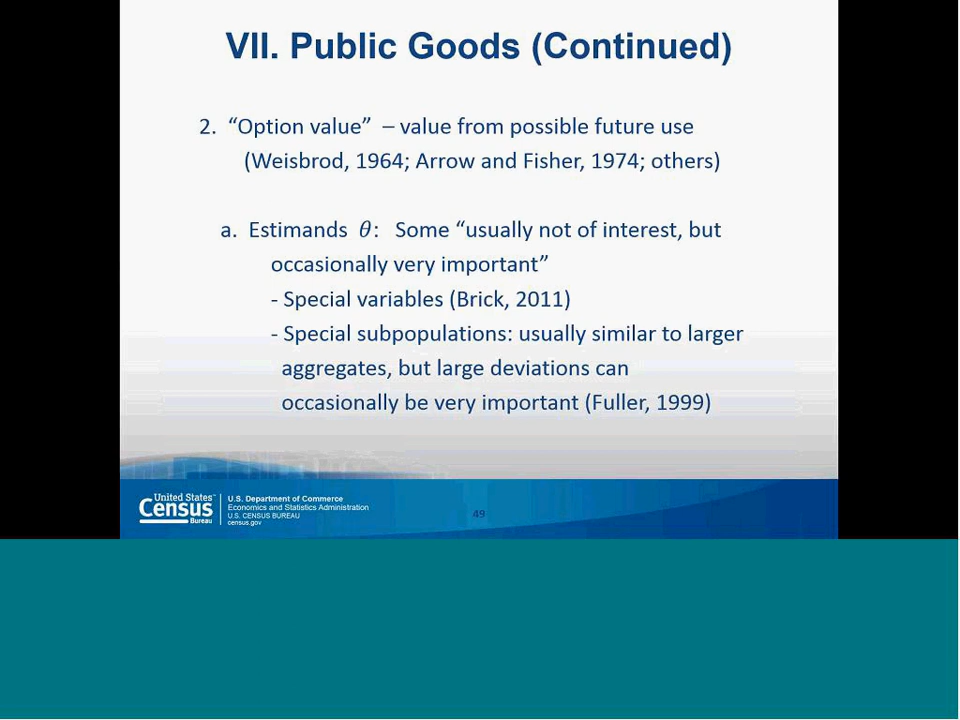 VII. Public Goods (Continued)
2. “Option value” – value from possible future use
(Weisbrod, 1964; Arrow and Fisher, 1974; others)
a. Estimands 𝜃: Some “usually not of interest, but
occasionally very important”
- Special variables (Brick, 2011)
- Special subpopulations: usually similar to larger
aggregates, but large deviations can
occasionally be very important (Fuller, 1999)
United States™
Census
Bureau
U.S. Department of Commerce
Economics and Statistics Administration
U.S. CENSUS BUREAU
census.gov
49